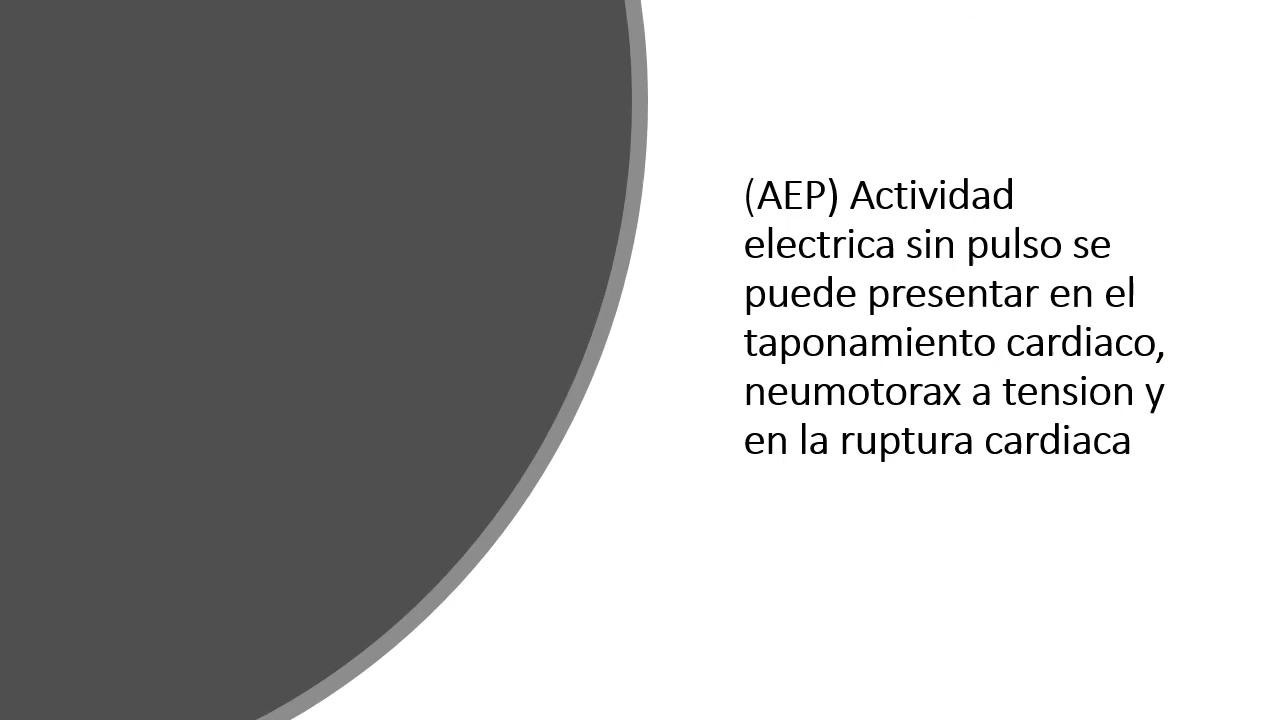 (AEP) Actividad
electrica sin pulso se
puede presentar en el
taponamiento cardiaco,
neumotorax a tension y
en la ruptura cardiaca